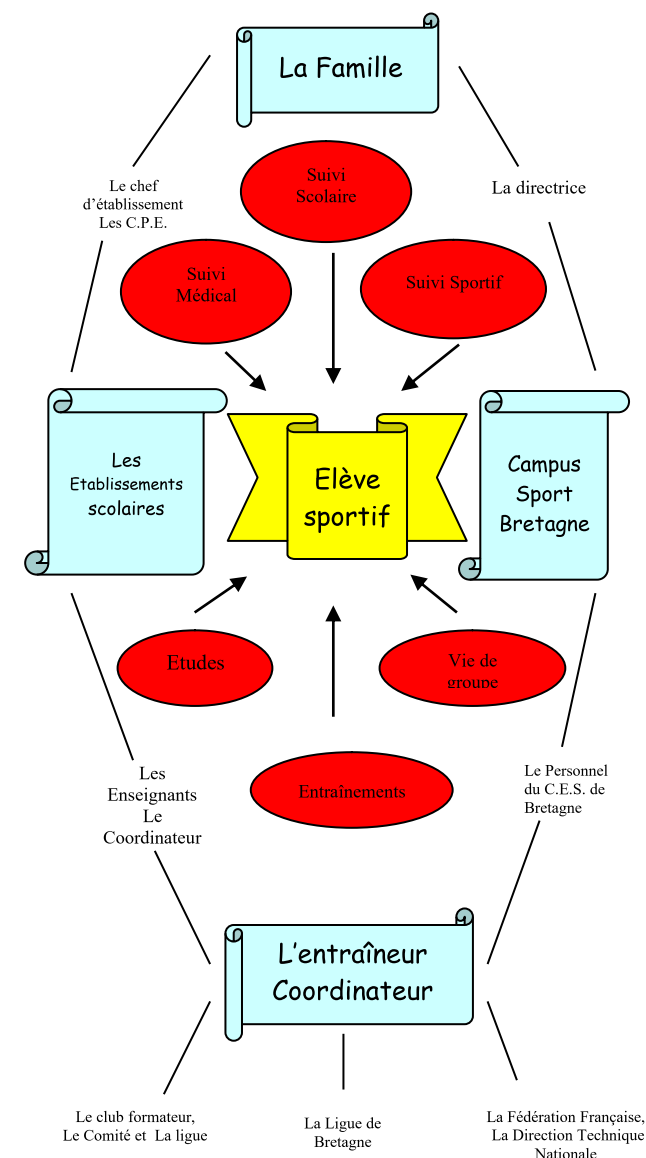 La Famille
Suivi
Scolaire
Le chef
d'établissement
Les C.P.E.
La directrice
Suivi
Médical
Suivi Sportif
Les
Etablissements
scolaires
Elève
sportif
Campus
Sport
Bretagne
Etudes
Vie de
groupe
Les
Enseignants
Le
Coordinateur
Entraînements
Le Personnel
du C.E.S. de
Bretagne
L'entraîneur
Coordinateur
Le club formateur,
Le Comité et La ligue
La Ligue de
Bretagne
La Fédération Française,
La Direction Technique
Nationale